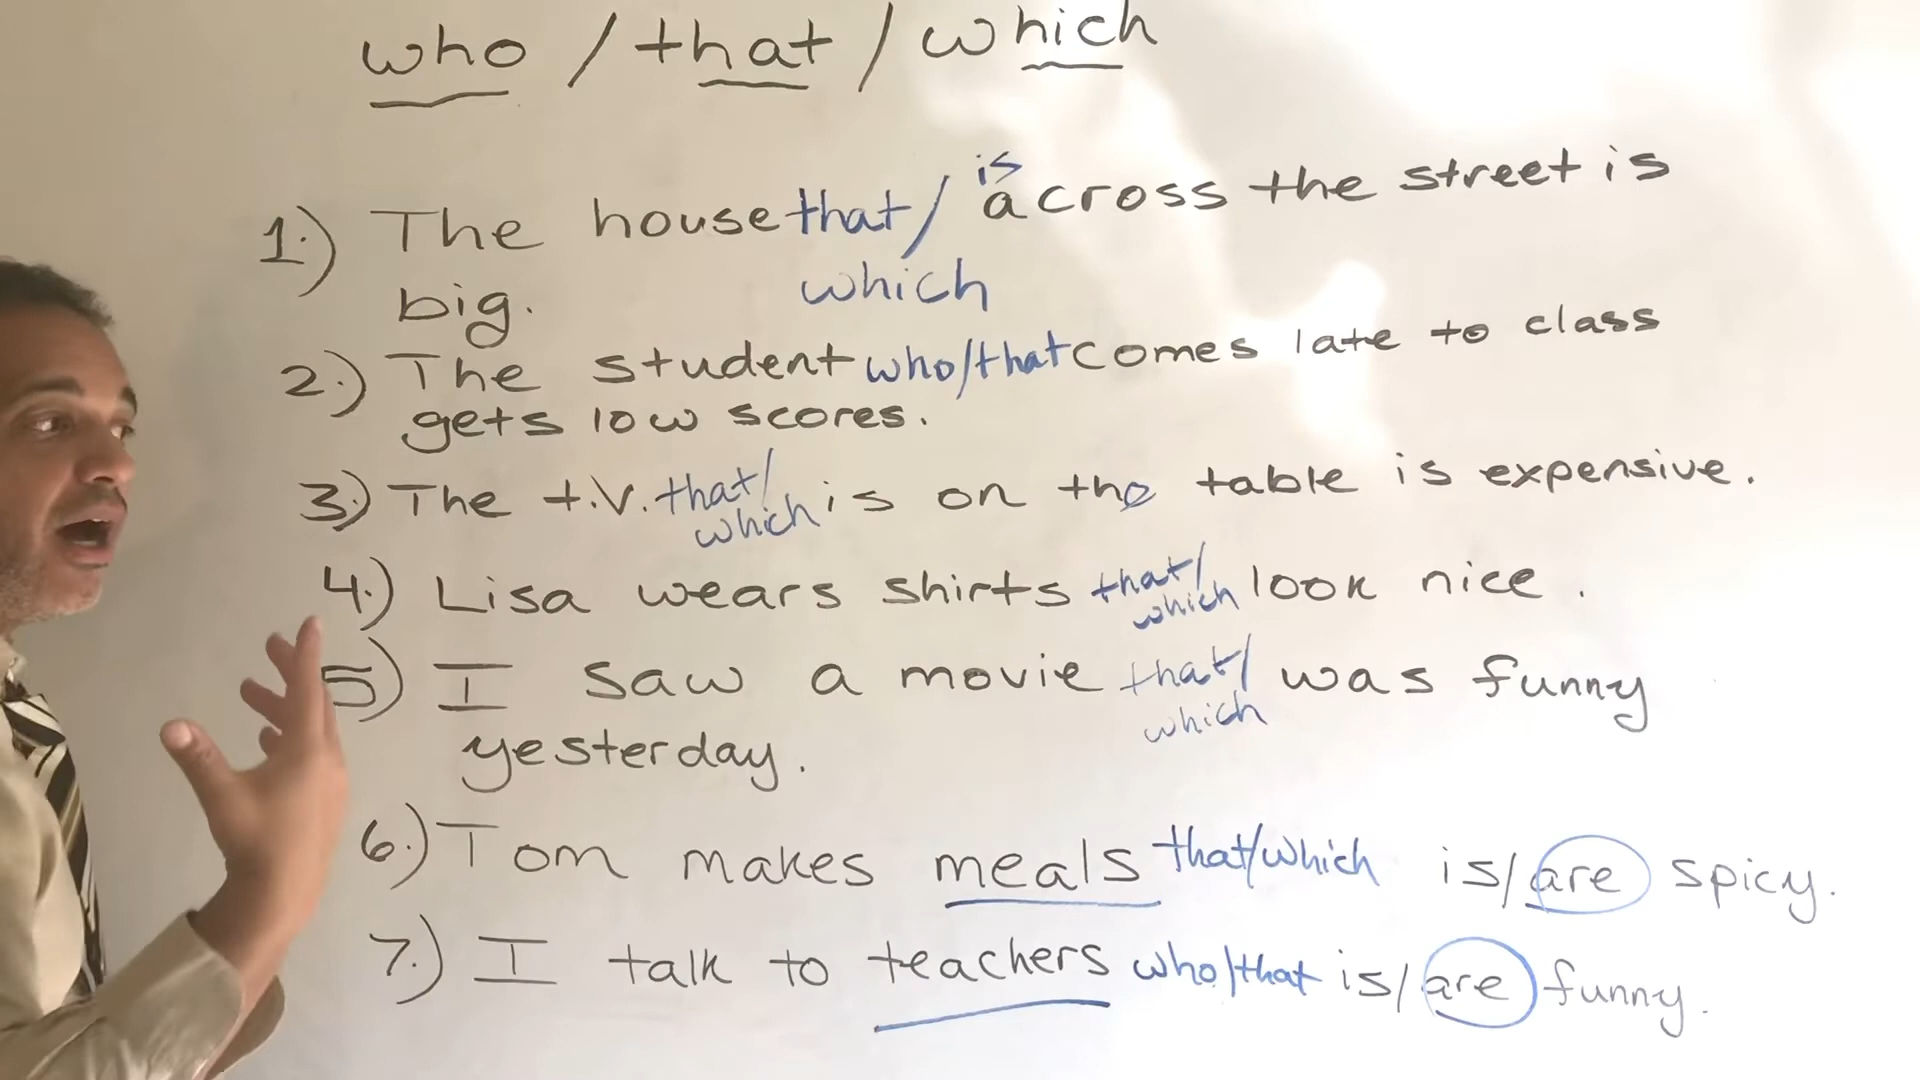 who / that / which
is
1.) The house that/ across the street is
which
big.
2.) The student who/that comes late to class
gets low scores.
3.) The t.V. that/ is on the table is expensive.
which
4.) Lisa wears shirts that/ look nice.
which
5) I saw a movie that/ was funny
which
yesterday.
6.) Tom makes meals that/which is/are spicy.
7.) I talk to teachers who/that is/are funny.